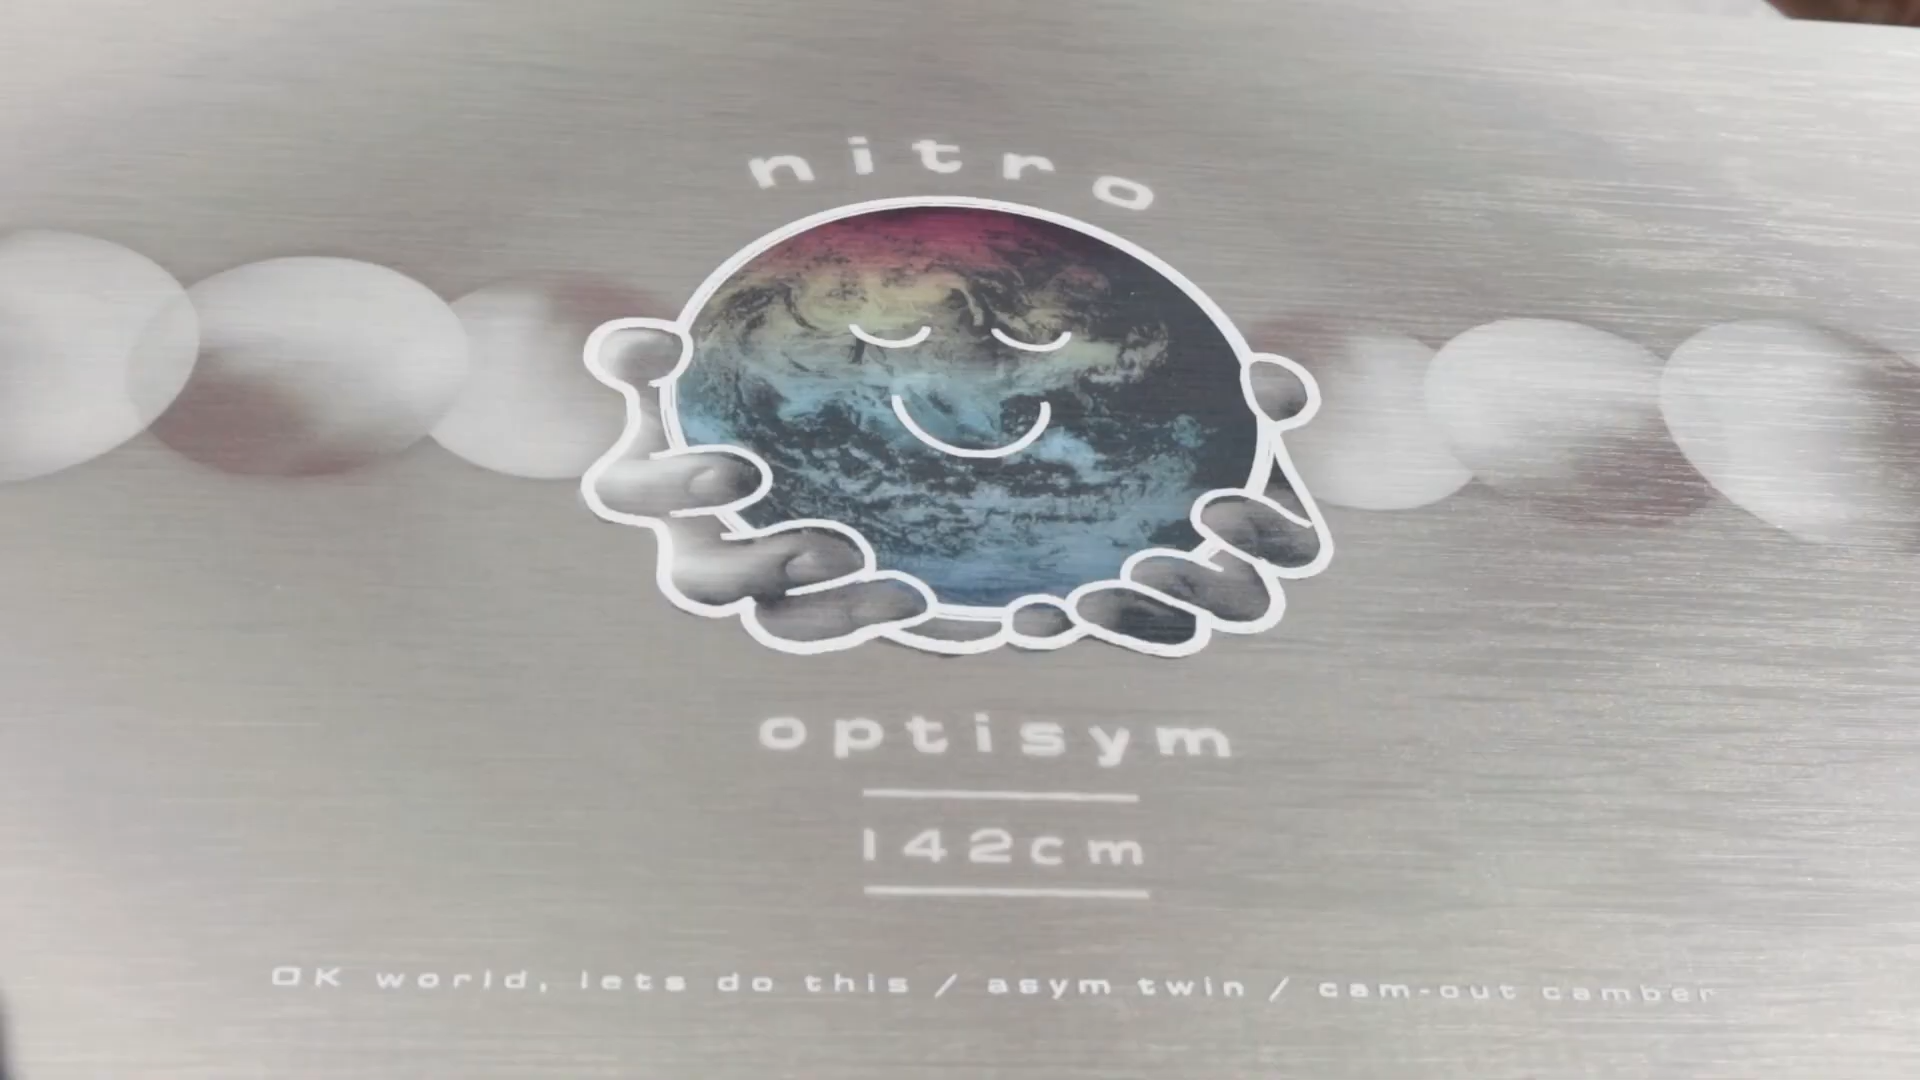 nitro
optisym
142cm
OK world, lets do this / asym twin / cam-out camber